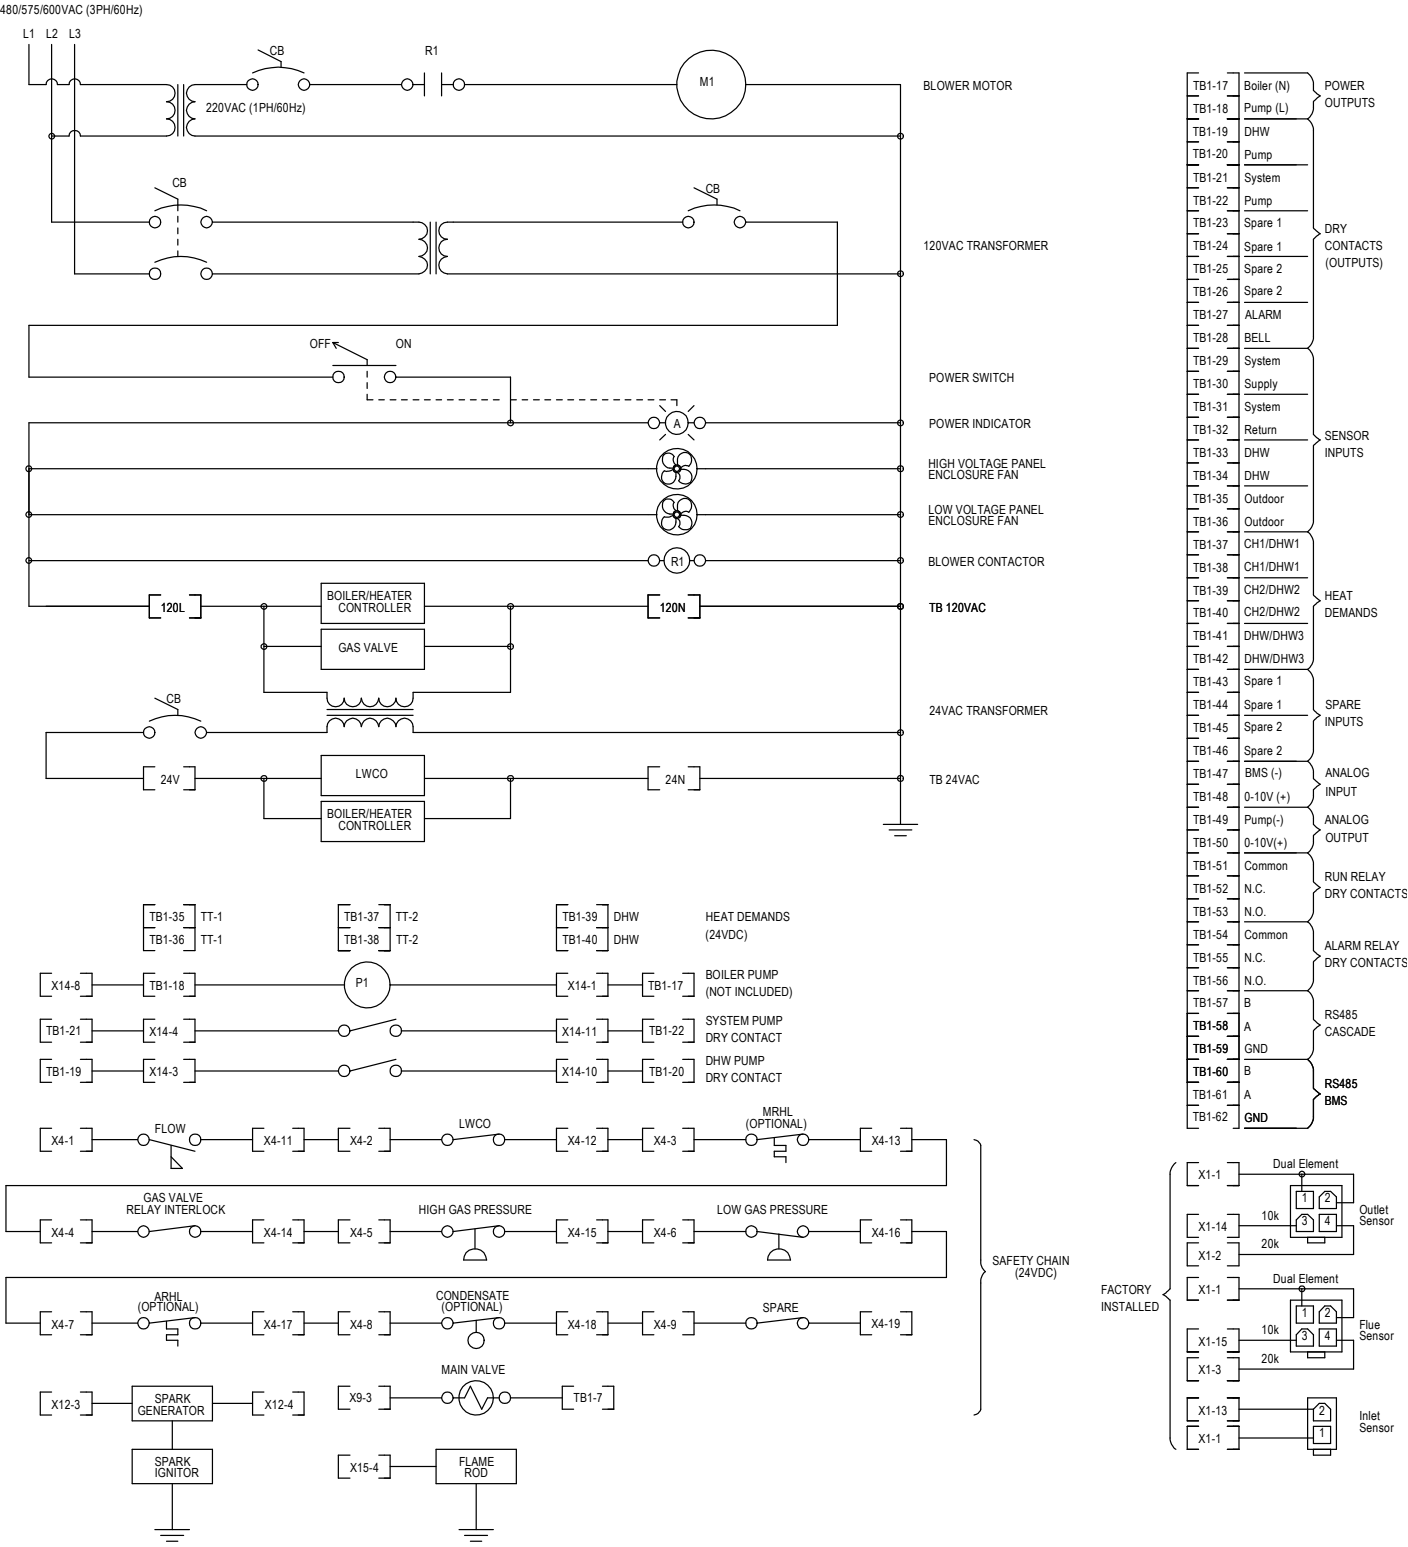 480/575/600VAC (3PH/60Hz)
L1 L2 L3
CB
R1
M1
220VAC (1PH/60Hz)
BLOWER MOTOR
CB
CB
120VAC TRANSFORMER
OFF
ON
POWER SWITCH
A
POWER INDICATOR
HIGH VOLTAGE PANEL
ENCLOSURE FAN
LOW VOLTAGE PANEL
ENCLOSURE FAN
R1
BLOWER CONTACTOR
120L
BOILER/HEATER
CONTROLLER
120N
TB 120VAC
GAS VALVE
CB
24VAC TRANSFORMER
24V
LWCO
24N
TB 24VAC
BOILER/HEATER
CONTROLLER
TB1-35 TT-1
TB1-36 TT-1
TB1-37 TT-2
TB1-38 TT-2
TB1-39 DHW
TB1-40 DHW
HEAT DEMANDS
(24VDC)
X14-8
TB1-18
P1
X14-1
TB1-17
BOILER PUMP
(NOT INCLUDED)
TB1-21
X14-4
X14-11
TB1-22
SYSTEM PUMP
DRY CONTACT
TB1-19
X14-3
X14-10
TB1-20
DHW PUMP
DRY CONTACT
X4-1
FLOW
X4-11
X4-2
LWCO
X4-12
X4-3
MRHL
(OPTIONAL)
X4-13
X4-4
GAS VALVE
RELAY INTERLOCK
X4-14
X4-5
HIGH GAS PRESSURE
X4-15
X4-6
LOW GAS PRESSURE
X4-16
SAFETY CHAIN
(24VDC)
X4-7
ARHL
(OPTIONAL)
X4-17
X4-8
CONDENSATE
(OPTIONAL)
X4-18
X4-9
SPARE
X4-19
X12-3
SPARK
GENERATOR
X12-4
X9-3
MAIN VALVE
TB1-7
SPARK
IGNITOR
X15-4
FLAME
ROD
TB1-17 Boiler (N)
TB1-18 Pump (L)
POWER
OUTPUTS
TB1-19 DHW
TB1-20 Pump
TB1-21 System
TB1-22 Pump
TB1-23 Spare 1
TB1-24 Spare 1
TB1-25 Spare 2
TB1-26 Spare 2
TB1-27 ALARM
TB1-28 BELL
DRY
CONTACTS
(OUTPUTS)
TB1-29 System
TB1-30 Supply
TB1-31 System
TB1-32 Return
TB1-33 DHW
TB1-34 DHW
TB1-35 Outdoor
TB1-36 Outdoor
SENSOR
INPUTS
TB1-37 CH1/DHW1
TB1-38 CH1/DHW1
TB1-39 CH2/DHW2
TB1-40 CH2/DHW2
TB1-41 DHW/DHW3
TB1-42 DHW/DHW3
HEAT
DEMANDS
TB1-43 Spare 1
TB1-44 Spare 1
TB1-45 Spare 2
TB1-46 Spare 2
SPARE
INPUTS
TB1-47 BMS (-)
TB1-48 0-10V (+)
ANALOG
INPUT
TB1-49 Pump(-)
TB1-50 0-10V(+)
ANALOG
OUTPUT
TB1-51 Common
TB1-52 N.C.
TB1-53 N.O.
RUN RELAY
DRY CONTACTS
TB1-54 Common
TB1-55 N.C.
TB1-56 N.O.
ALARM RELAY
DRY CONTACTS
TB1-57 B
TB1-58 A
TB1-59 GND
RS485
CASCADE
TB1-60 B
TB1-61 A
TB1-62 GND
RS485
BMS
FACTORY
INSTALLED
X1-1
Dual Element
1 2
X1-14
10k
3 4
Outlet
Sensor
X1-2
20k
X1-1
Dual Element
1 2
X1-15
10k
3 4
Flue
Sensor
X1-3
20k
X1-13
2
X1-1
1
Inlet
Sensor